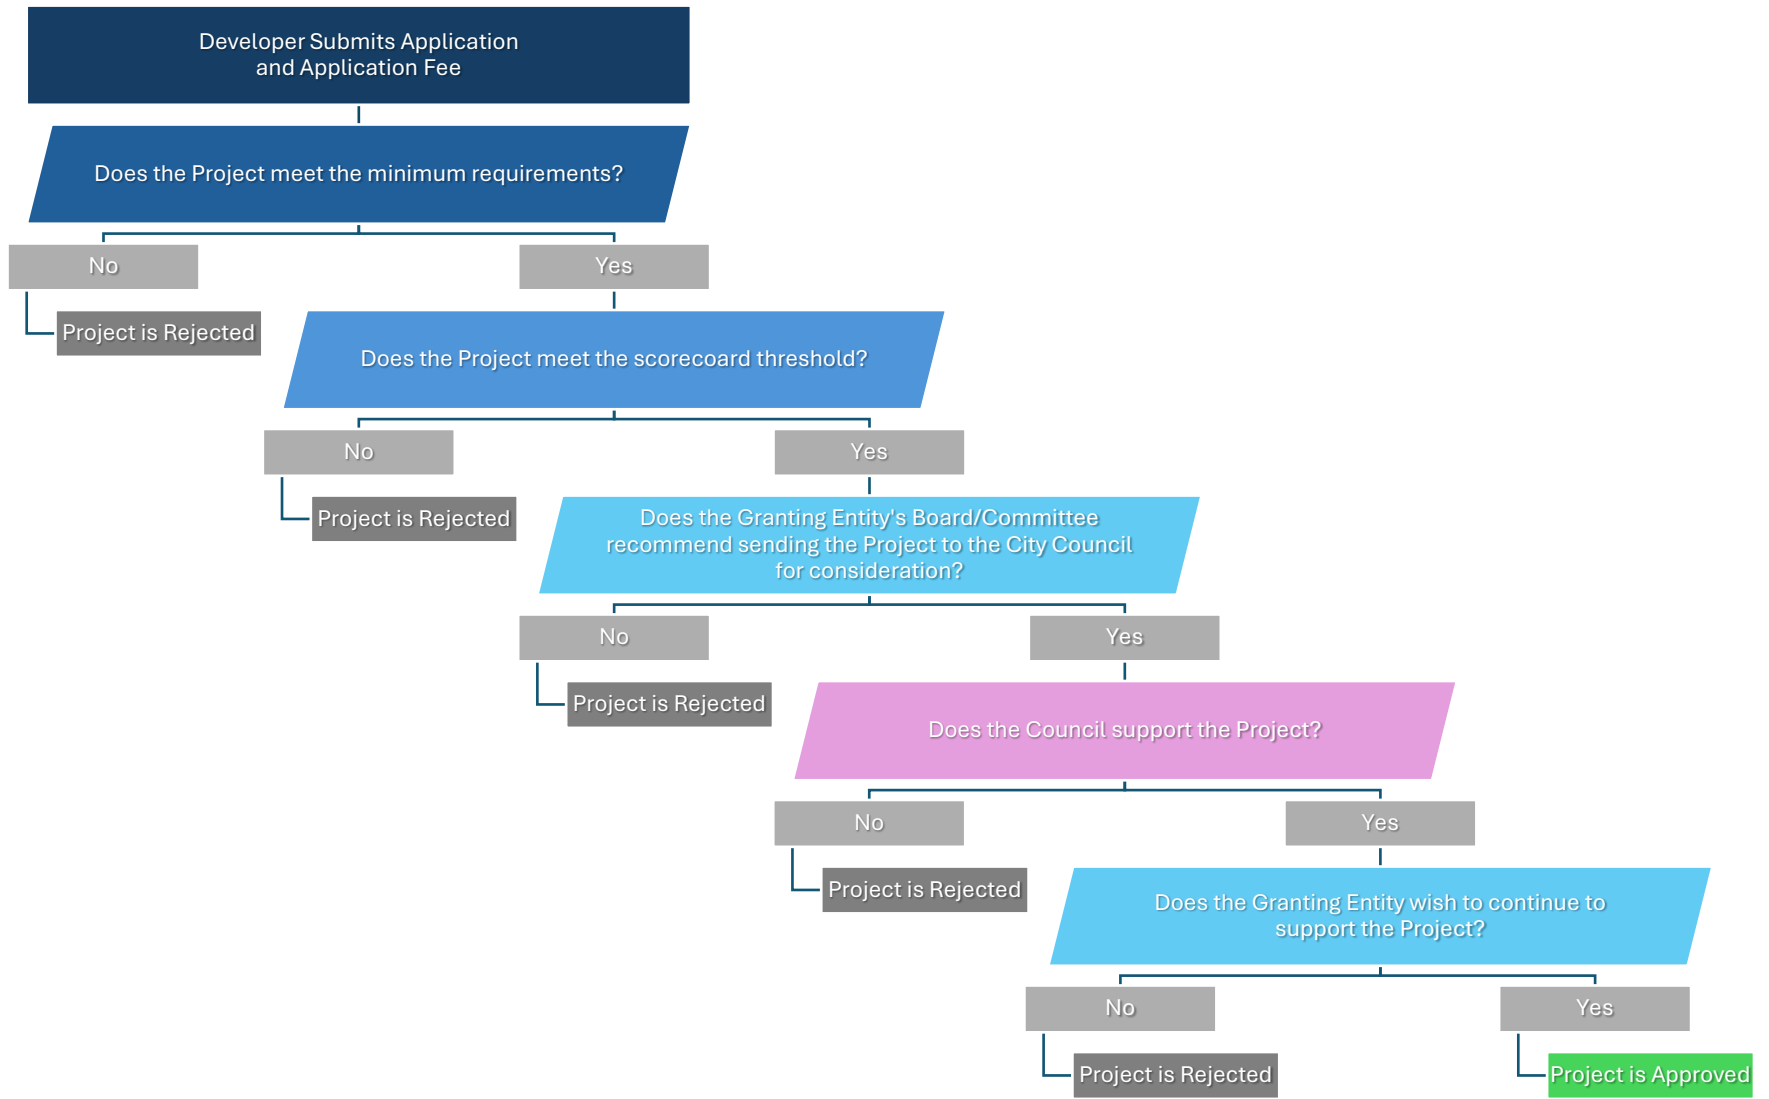 Developer Submits Application
and Application Fee
Does the Project meet the minimum requirements?
No
Yes
Project is Rejected
Does the Project meet the scorecoard threshold?
No
Yes
Project is Rejected
Does the Granting Entity's Board/Committee
recommend sending the Project to the City Council
for consideration?
No
Yes
Project is Rejected
Does the Council support the Project?
No
Yes
Project is Rejected
Does the Granting Entity wish to continue to
support the Project?
No
Yes
Project is Rejected
Project is Approved